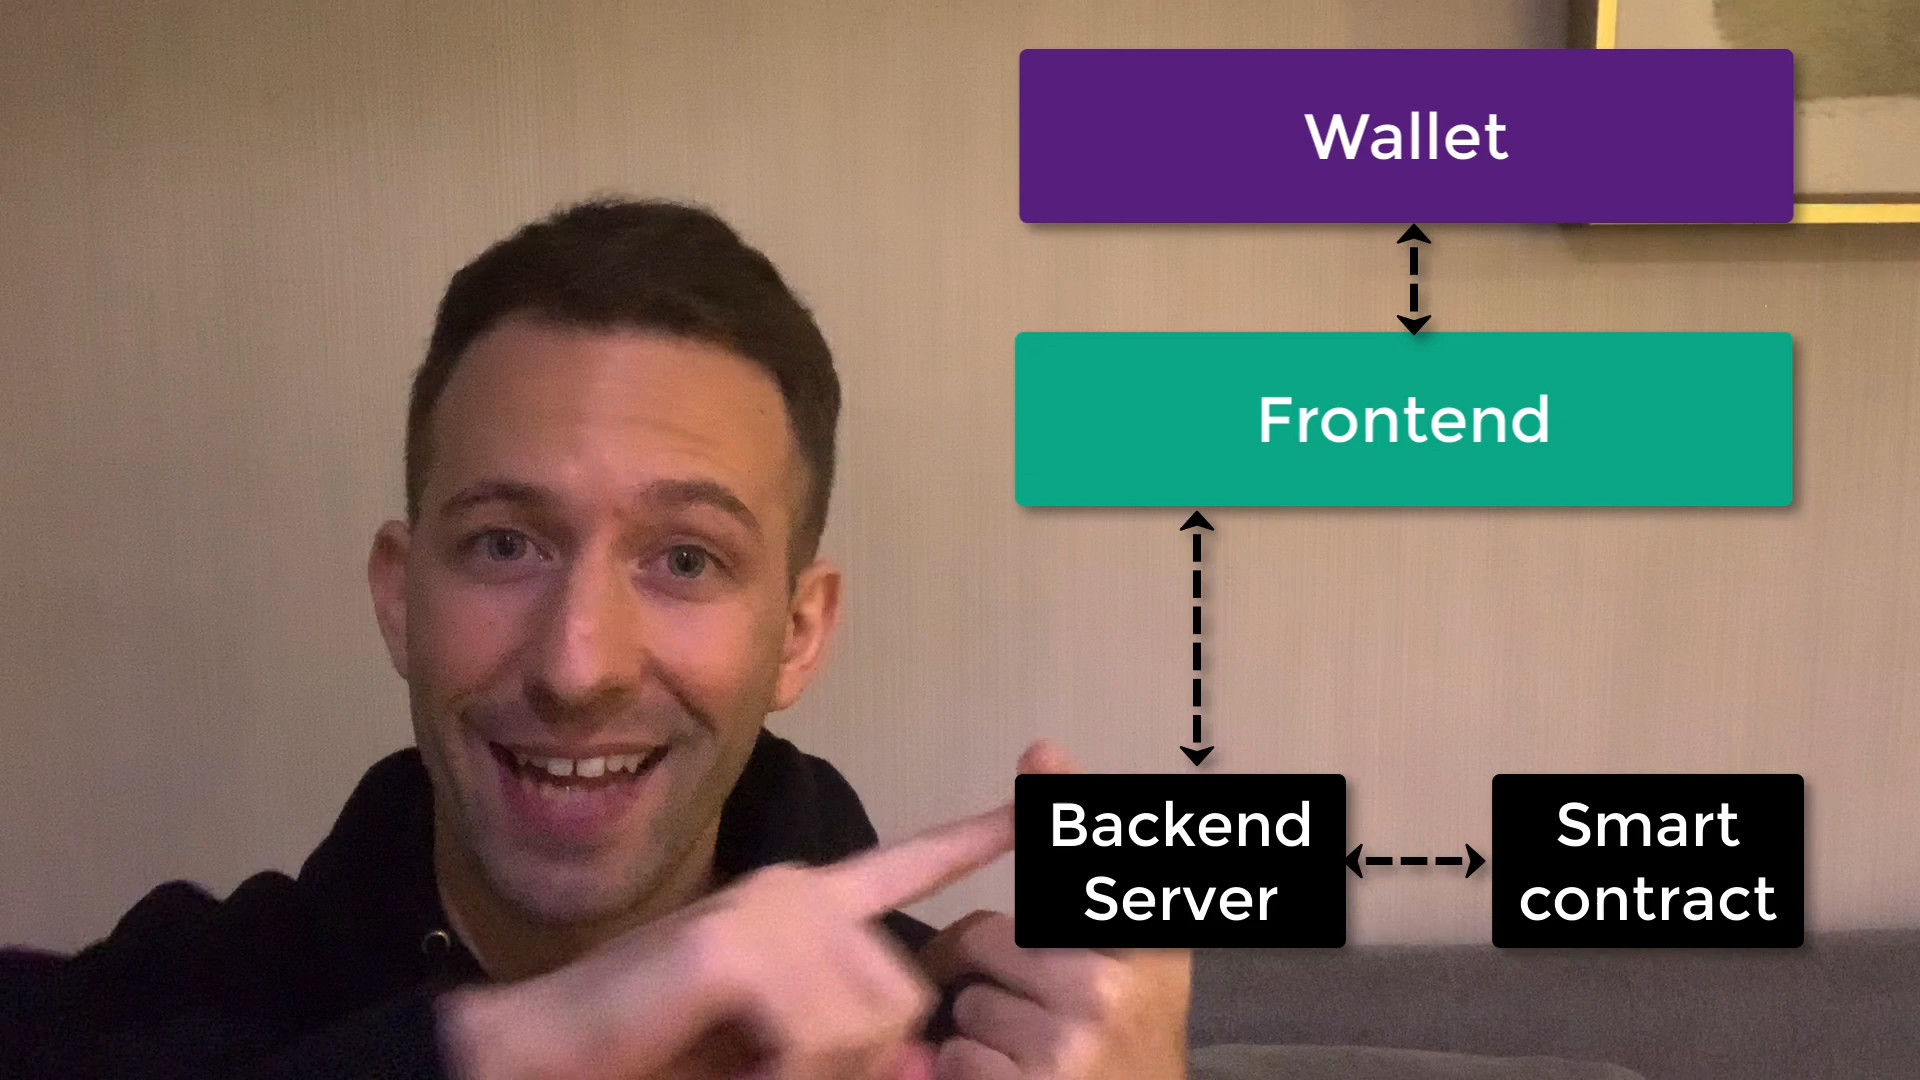 Wallet
Frontend
Backend
Server
Smart
contract